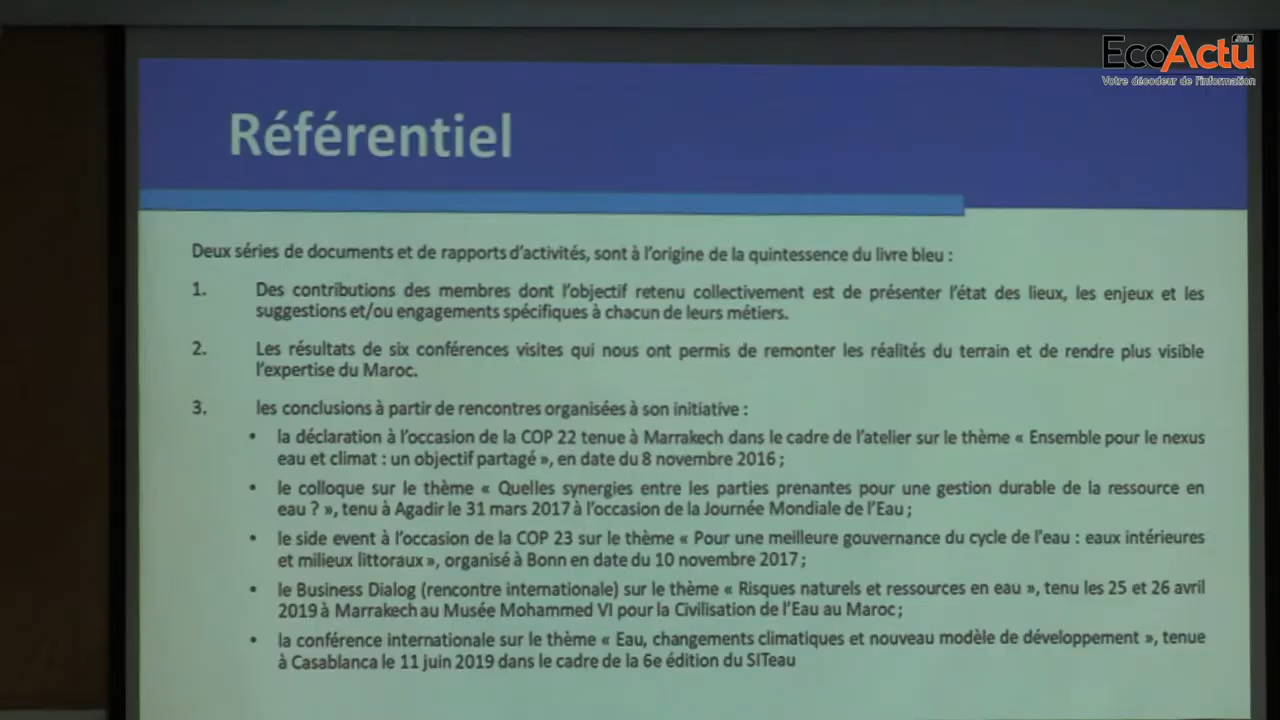 EcoActu
Votre décodeur de l'information
Référentiel
Deux séries de documents et de rapports d'activités, sont à l'origine de la quintessence du livre bleu :
1. Des contributions des membres dont l'objectif retenu collectivement est de présenter l'état des lieux, les enjeux et les
suggestions et/ou engagements spécifiques à chacun de leurs métiers.
2. Les résultats de six conférences visites qui nous ont permis de remonter les réalités du terrain et de rendre plus visible
l'expertise du Maroc.
3. les conclusions à partir de rencontres organisées à son initiative :
• la déclaration à l'occasion de la COP 22 tenue à Marrakech dans le cadre de l'atelier sur le thème « Ensemble pour le nexus
eau et climat : un objectif partagé », en date du 8 novembre 2016 ;
• le colloque sur le thème « Quelles synergies entre les parties prenantes pour une gestion durable de la ressource en
eau ? », tenu à Agadir le 31 mars 2017 à l'occasion de la Journée Mondiale de l'Eau ;
• le side event à l'occasion de la COP 23 sur le thème « Pour une meilleure gouvernance du cycle de l'eau : eaux intérieures
et milieux littoraux », organisé à Bonn en date du 10 novembre 2017 ;
• le Business Dialog (rencontre internationale) sur le thème « Risques naturels et ressources en eau », tenu les 25 et 26 avril
2019 à Marrakech au Musée Mohammed VI pour la Civilisation de l'Eau au Maroc ;
• la conférence internationale sur le thème « Eau, changements climatiques et nouveau modèle de développement », tenue
à Casablanca le 11 juin 2019 dans le cadre de la 6e édition du SITeau